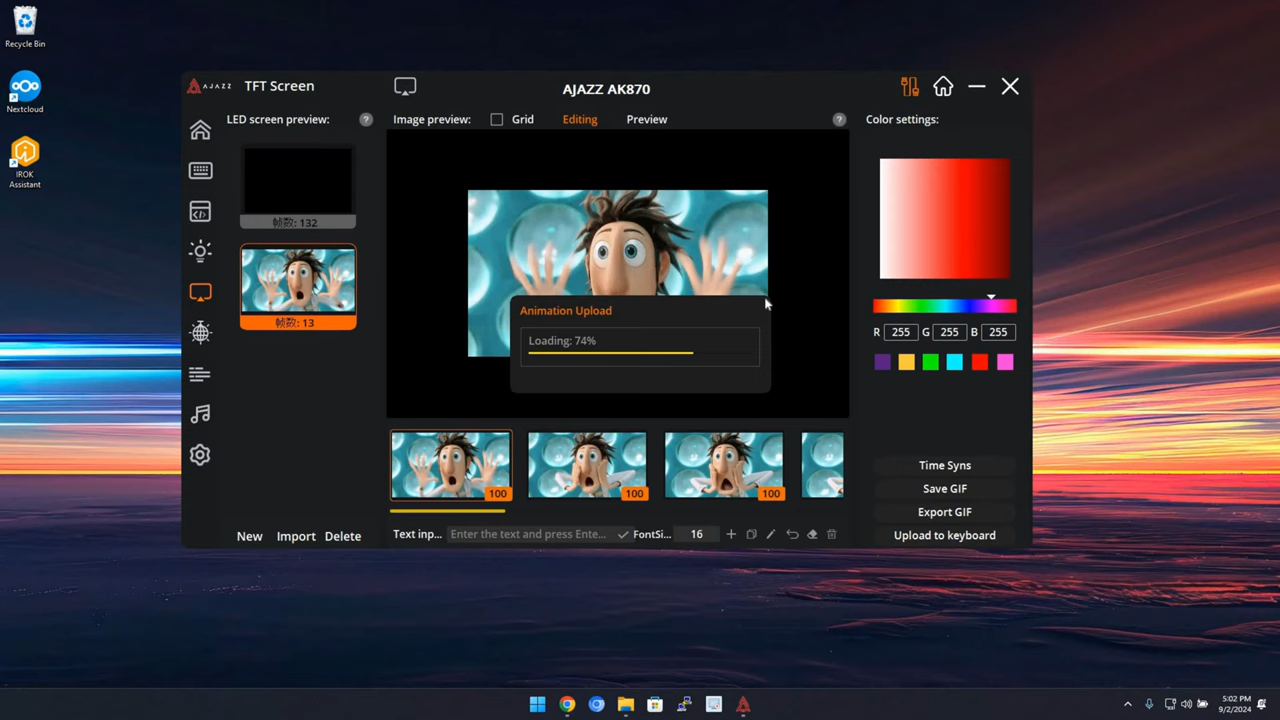 Recycle Bin
Nextcloud
IROK
Assistant
AJAZZ
TFT Screen
AJAZZ AK870
LED screen preview:
?
Image preview:
Grid
Editing
Preview
?
Color settings:
帧数: 132
帧数: 13
Animation Upload
Loading: 74%
R 255 G 255 B 255
100
100
100
Time Syns
Save GIF
Export GIF
Upload to keyboard
New
Import
Delete
Text inp...
Enter the text and press Ente...
FontSi...
16
5:02 PM
9/2/2024